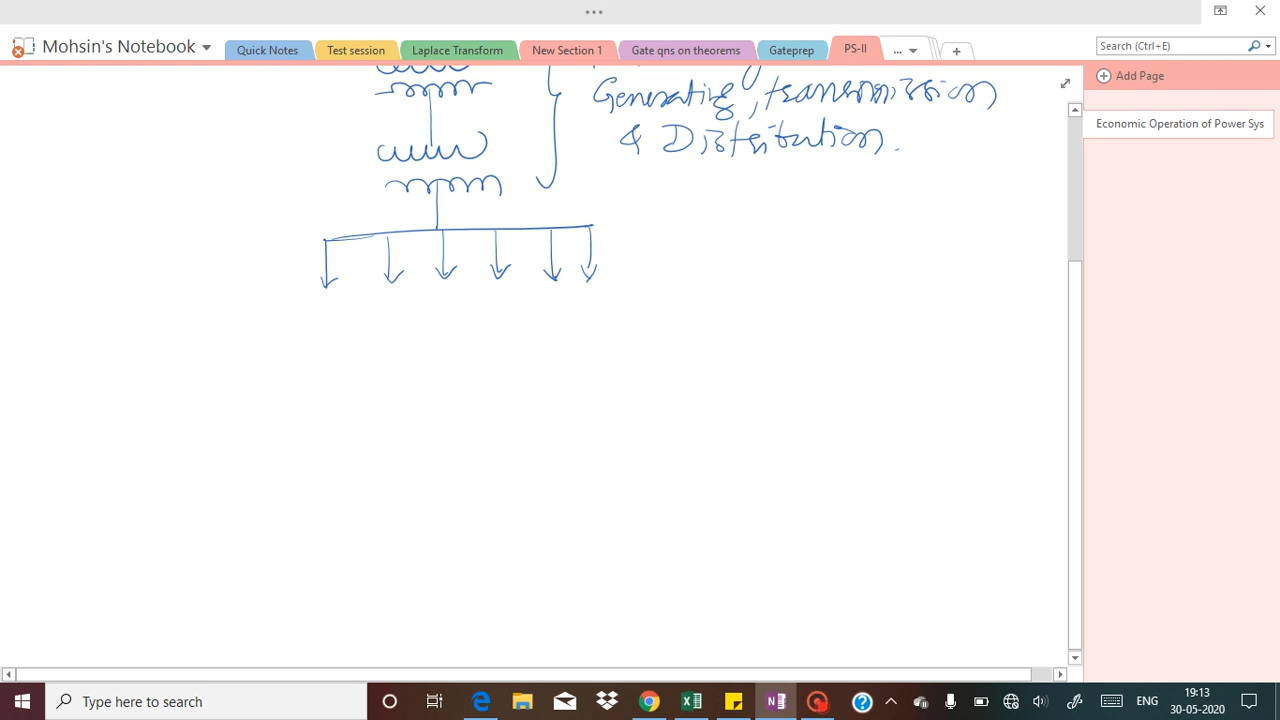 Mohsin's Notebook
Quick Notes
Test session
Laplace Transform
New Section 1
Gate qns on theorems
Gateprep
PS-II
...
Search (Ctrl+E)
Add Page
Economic Operation of Power Sys
Generating, transmission
& Distribution.
Type here to search
ENG
19:13
30-05-2020